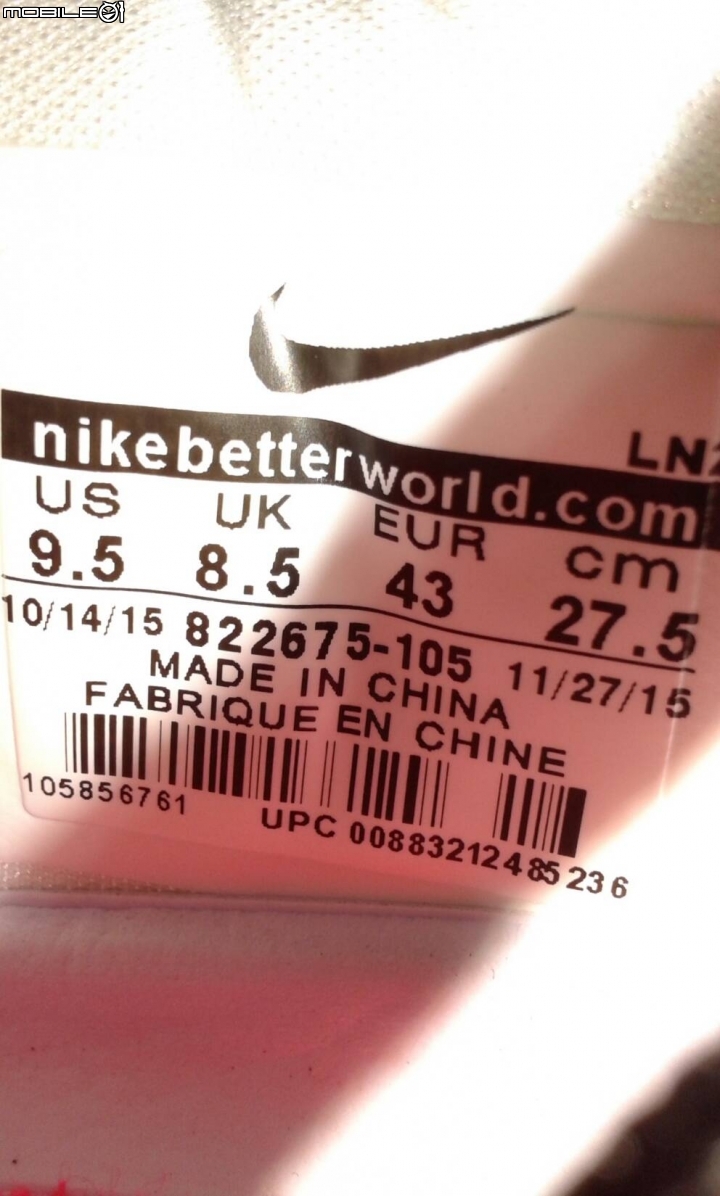 MOBILE01
nikebetterworld.com
LN2
US UK EUR cm
9.5 8.5 43 27.5
10/14/15 822675-105 11/27/15
MADE IN CHINA
FABRIQUE EN CHINE
105856761
UPC 00883212485236